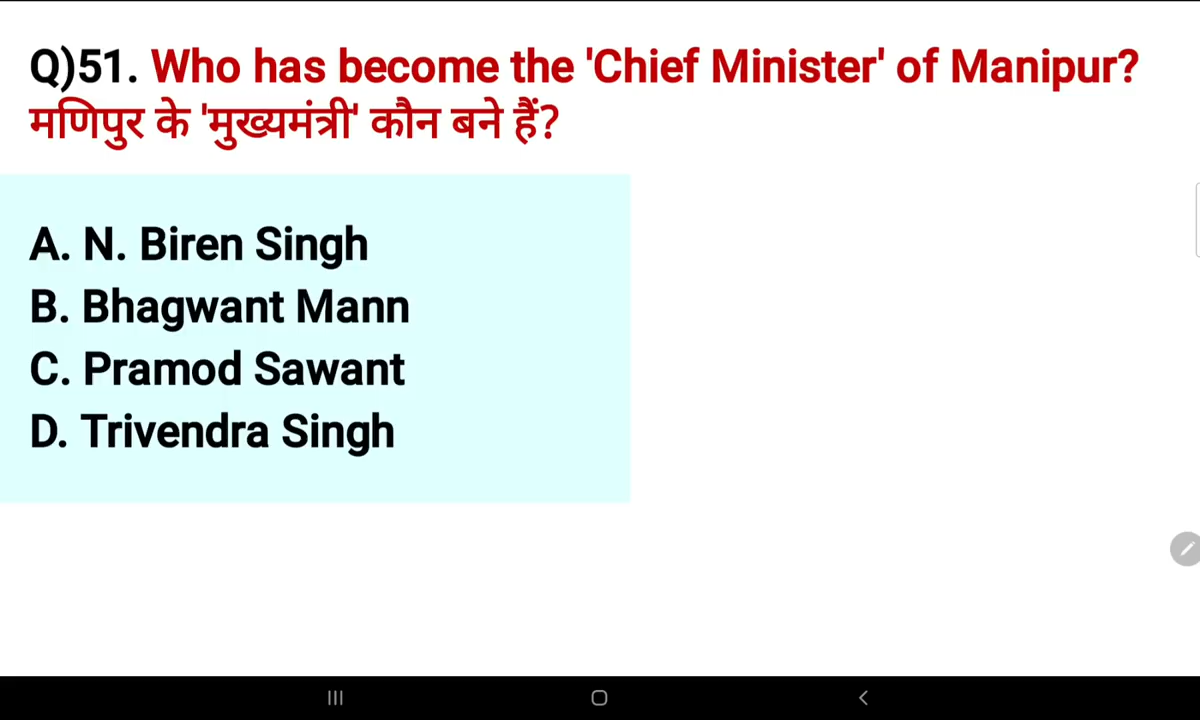 Q)51. Who has become the 'Chief Minister' of Manipur?
मणिपुर के 'मुख्यमंत्री' कौन बने हैं?
A. N. Biren Singh
B. Bhagwant Mann
C. Pramod Sawant
D. Trivendra Singh